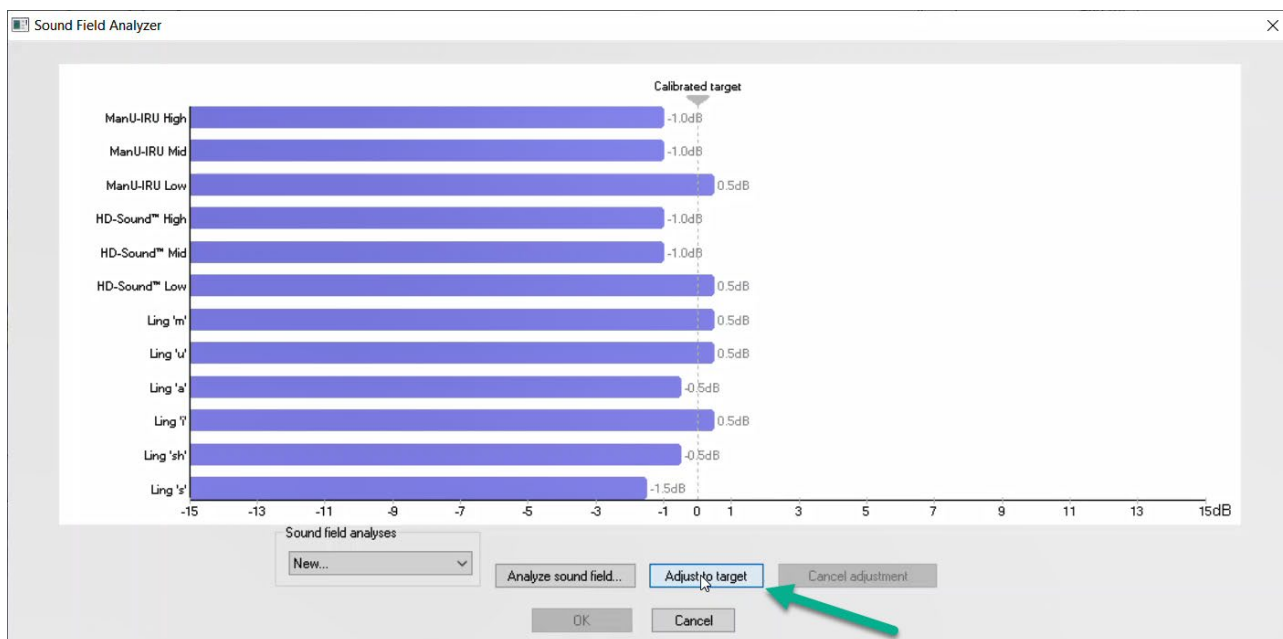 Sound Field Analyzer
Calibrated target
ManU-IRU High -1.0dB
ManU-IRU Mid -1.0dB
ManU-IRU Low 0.5dB
HD-Sound™ High -1.0dB
HD-Sound™ Mid -1.0dB
HD-Sound™ Low 0.5dB
Ling 'm' 0.5dB
Ling 'u' 0.5dB
Ling 'a' -0.5dB
Ling 'i' 0.5dB
Ling 'sh' -0.5dB
Ling 's' -1.5dB
-15 -13 -11 -9 -7 -5 -3 -1 0 1 3 5 7 9 11 13 15dB
Sound field analyses
New... Analyze sound field... Adjust to target Cancel adjustment
OK Cancel